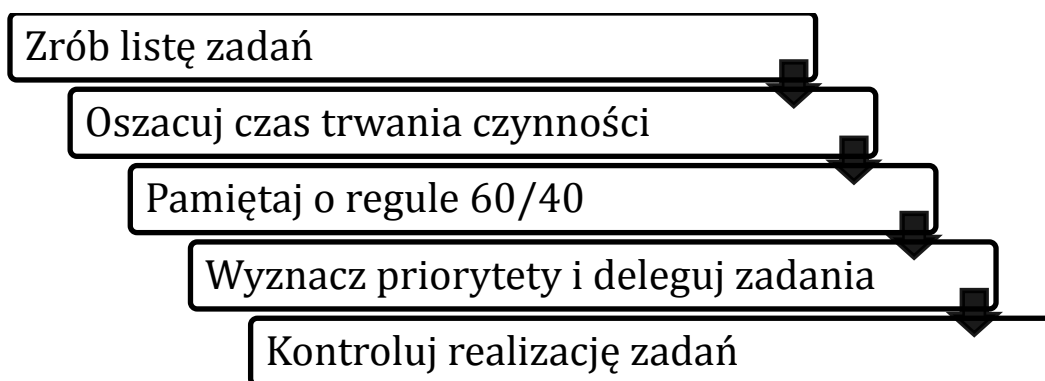 Zrób listę zadań
Oszacuj czas trwania czynności
Pamiętaj o regule 60/40
Wyznacz priorytety i deleguj zadania
Kontroluj realizację zadań